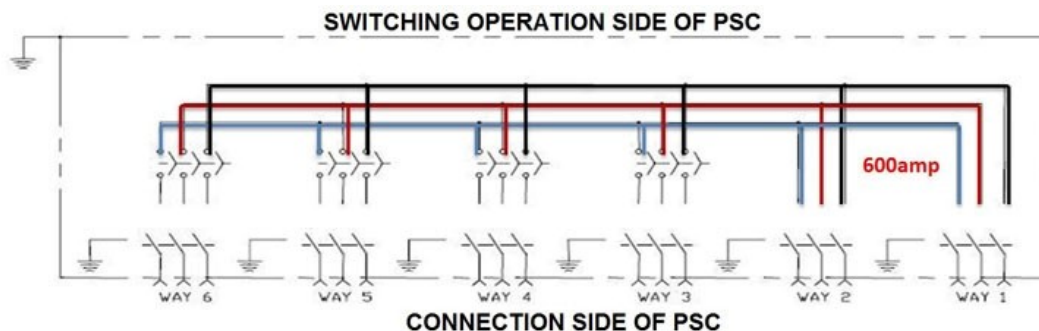 SWITCHING OPERATION SIDE OF PSC
600amp
WAY 6 WAY 5 WAY 4 WAY 3 WAY 2 WAY 1
CONNECTION SIDE OF PSC